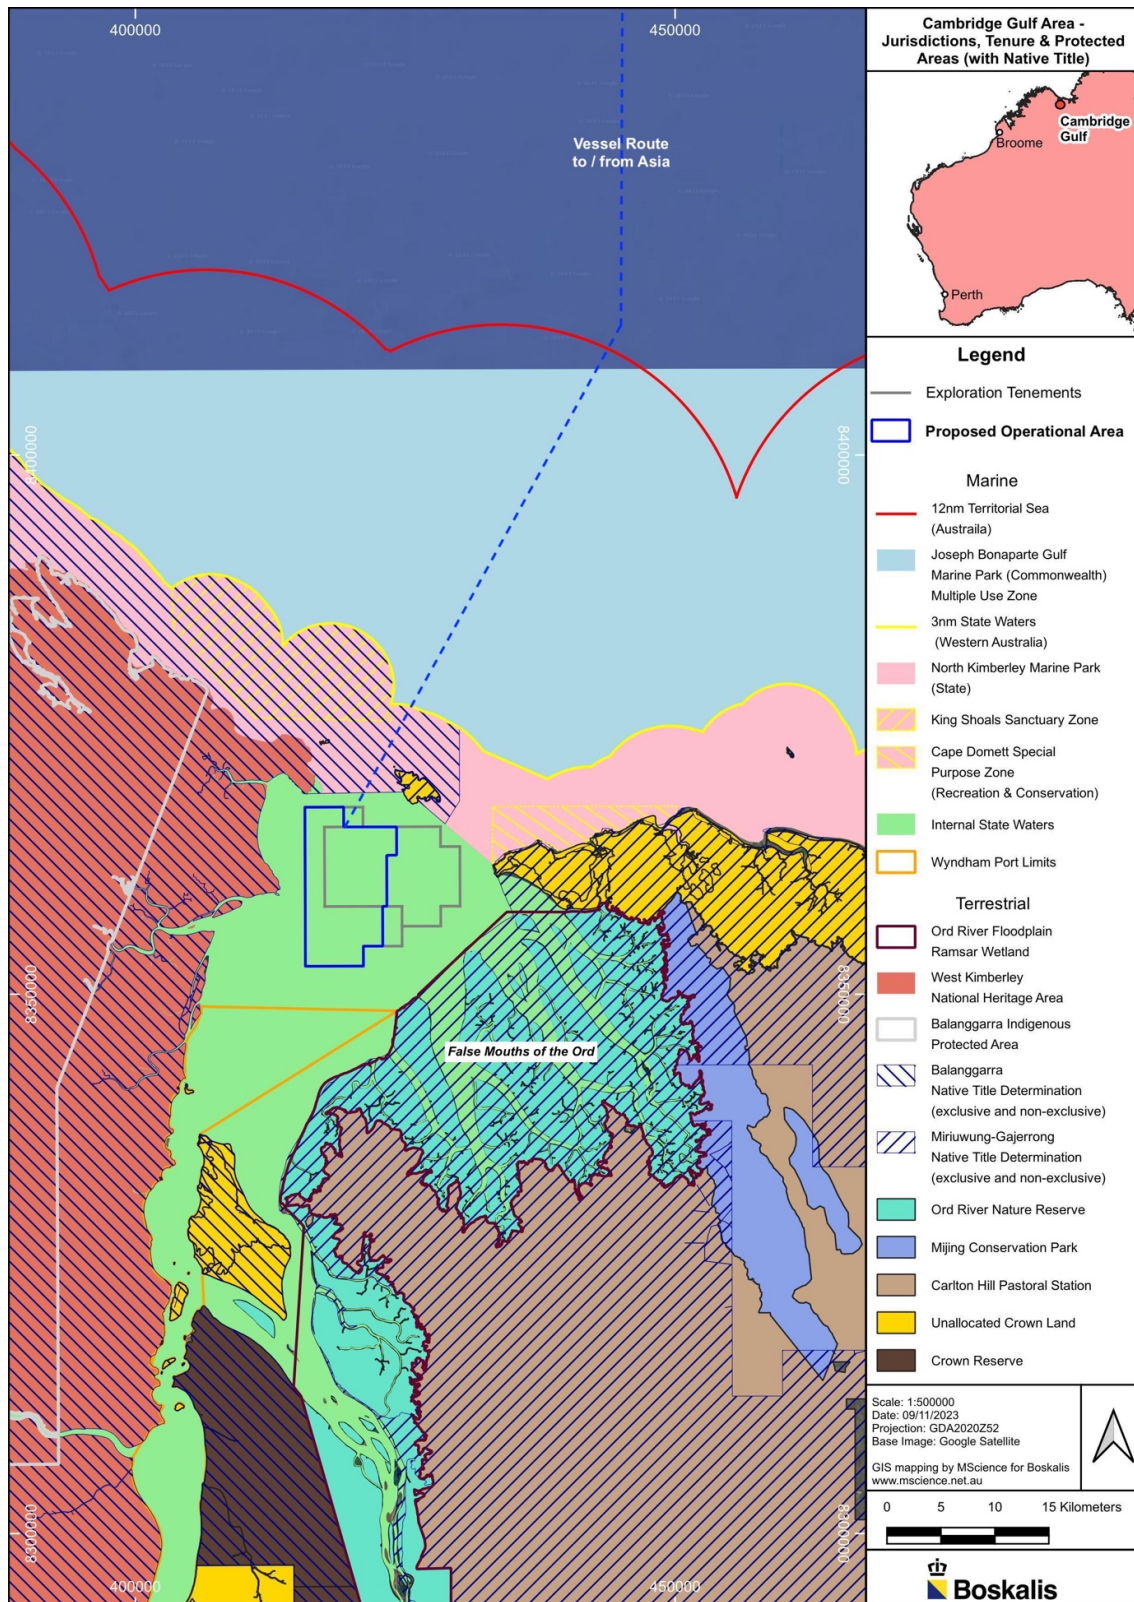 400000
450000
Vessel Route
to / from Asia
8400000
8400000
8350000
8350000
False Mouths of the Ord
8300000
8300000
400000
450000
Cambridge Gulf Area -
Jurisdictions, Tenure & Protected
Areas (with Native Title)
Cambridge
Gulf
Broome
Perth
Legend
Exploration Tenements
Proposed Operational Area
Marine
12nm Territorial Sea
(Austraila)
Joseph Bonaparte Gulf
Marine Park (Commonwealth)
Multiple Use Zone
3nm State Waters
(Western Australia)
North Kimberley Marine Park
(State)
King Shoals Sanctuary Zone
Cape Domett Special
Purpose Zone
(Recreation & Conservation)
Internal State Waters
Wyndham Port Limits
Terrestrial
Ord River Floodplain
Ramsar Wetland
West Kimberley
National Heritage Area
Balanggarra Indigenous
Protected Area
Balanggarra
Native Title Determination
(exclusive and non-exclusive)
Miriuwung-Gajerrong
Native Title Determination
(exclusive and non-exclusive)
Ord River Nature Reserve
Mijing Conservation Park
Carlton Hill Pastoral Station
Unallocated Crown Land
Crown Reserve
Scale: 1:500000
Date: 09/11/2023
Projection: GDA2020Z52
Base Image: Google Satellite
GIS mapping by MScience for Boskalis
www.mscience.net.au
0 5 10 15 Kilometers
Boskalis